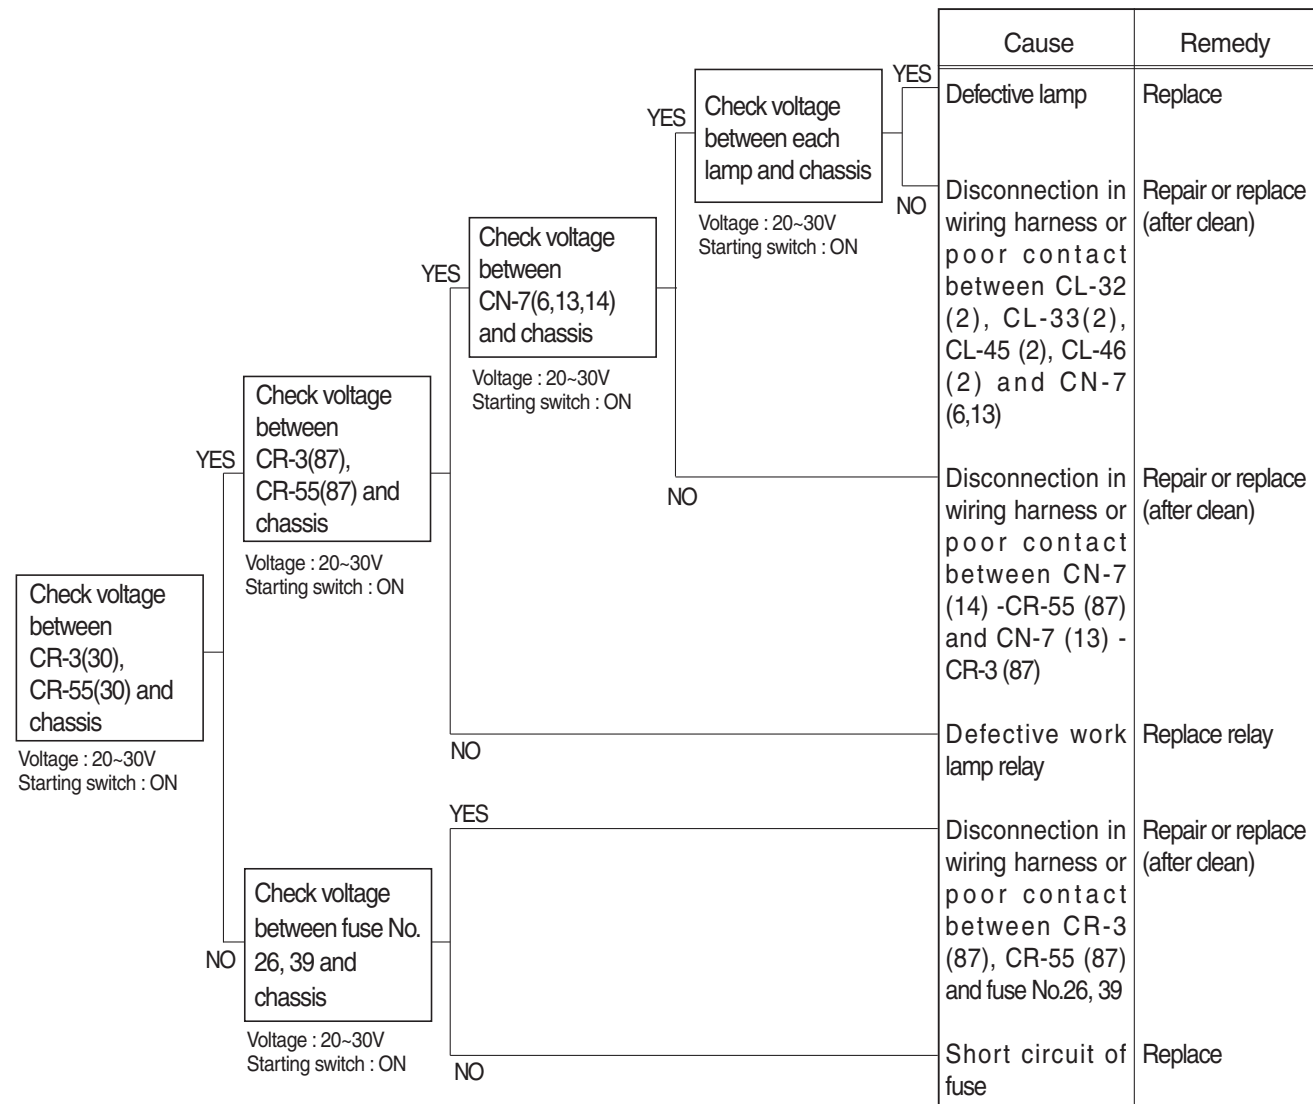 Cause
Remedy
YES
Defective lamp
Replace
Check voltage
between each
lamp and chassis
YES
NO
Voltage : 20~30V
Starting switch : ON
Disconnection in
wiring harness or
poor contact
between CL-32
(2), CL-33(2),
CL-45 (2), CL-46
(2) and CN-7
(6,13)
Repair or replace
(after clean)
YES
Check voltage
between
CN-7(6,13,14)
and chassis
Voltage : 20~30V
Starting switch : ON
NO
Disconnection in
wiring harness or
poor contact
between CN-7
(14) -CR-55 (87)
and CN-7 (13) -
CR-3 (87)
Repair or replace
(after clean)
YES
Check voltage
between
CR-3(87),
CR-55(87) and
chassis
Voltage : 20~30V
Starting switch : ON
Check voltage
between
CR-3(30),
CR-55(30) and
chassis
Voltage : 20~30V
Starting switch : ON
NO
Defective work
lamp relay
Replace relay
YES
Disconnection in
wiring harness or
poor contact
between CR-3
(87), CR-55 (87)
and fuse No.26, 39
Repair or replace
(after clean)
NO
Check voltage
between fuse No.
26, 39 and
chassis
Voltage : 20~30V
Starting switch : ON
NO
Short circuit of
fuse
Replace